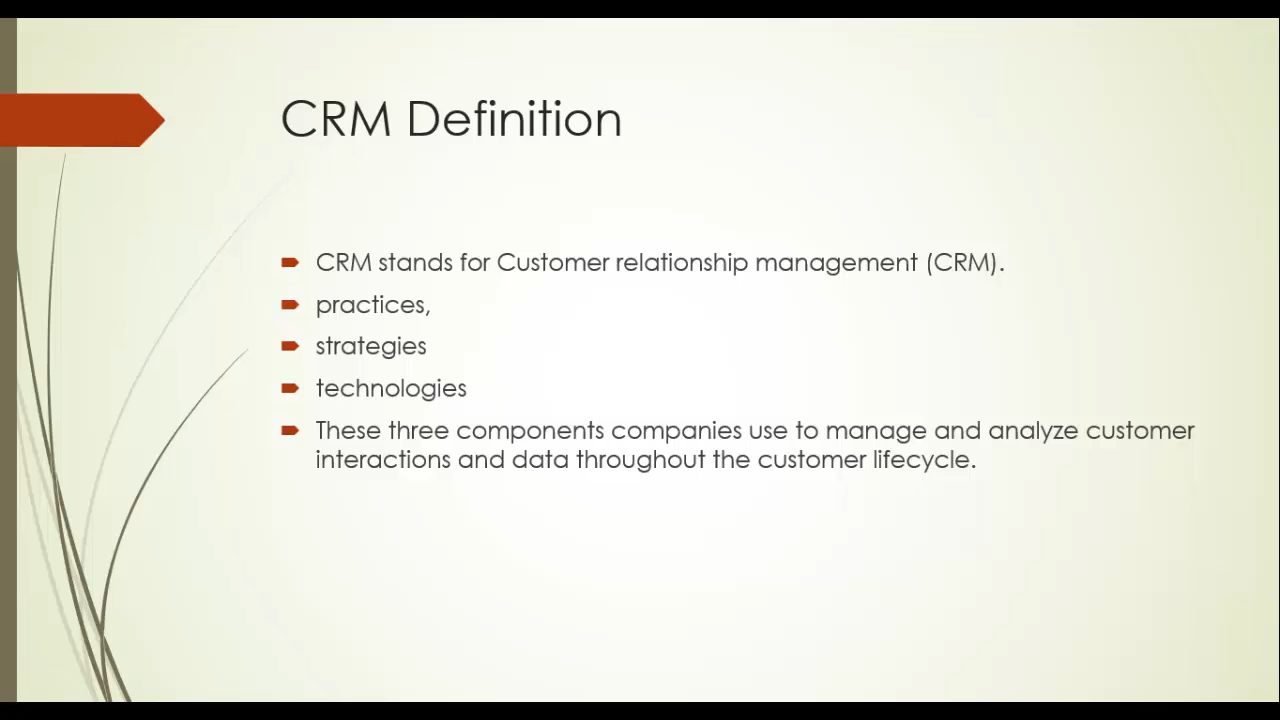 CRM Definition
CRM stands for Customer relationship management (CRM).
practices,
strategies
technologies
These three components companies use to manage and analyze customer
interactions and data throughout the customer lifecycle.